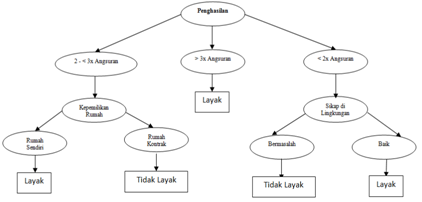 Penghasilan
2 - < 3x Angsuran
> 3x Angsuran
< 2x Angsuran
Kepemilikan
Rumah
Layak
Sikap di
Lingkungan
Rumah
Sendiri
Rumah
Kontrak
Bermasalah
Baik
Layak
Tidak Layak
Tidak Layak
Layak